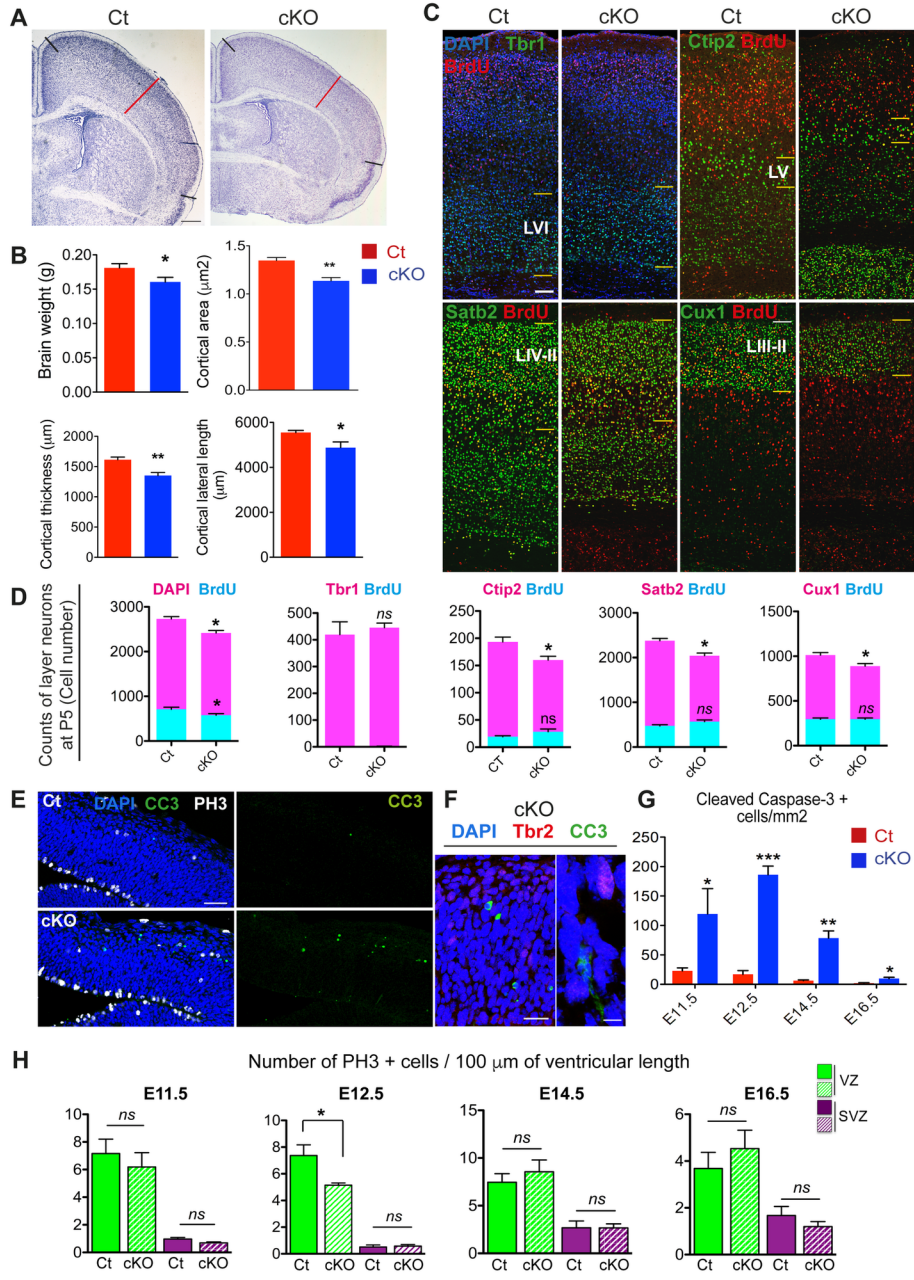 A
Ct
cKO
B
Ct
cKO
Brain weight (g)
0.20
0.15
0.10
0.05
0.00
*
Cortical area (μm2)
1.5
1.0
0.5
0.0
**
Cortical thickness (μm)
2000
1500
1000
500
0
**
Cortical lateral length
(μm)
6000
4000
2000
0
*
C
Ct
cKO
Ct
cKO
DAPI Tbr1
BrdU
LVI
Ctip2 BrdU
LV
Satb2 BrdU
LIV-II
Cux1 BrdU
LIII-II
D
Counts of layer neurons
at P5 (Cell number)
DAPI BrdU
3000
2000
1000
0
*
*
Ct
cKO
Tbr1 BrdU
500
400
300
200
100
0
ns
Ct
cKO
Ctip2 BrdU
250
200
150
100
50
0
*
ns
CT
cKO
Satb2 BrdU
3000
2000
1000
0
*
ns
Ct
cKO
Cux1 BrdU
1500
1000
500
0
*
ns
Ct
cKO
E
Ct
DAPI CC3 PH3
CC3
cKO
F
cKO
DAPI Tbr2 CC3
G
Cleaved Caspase-3 +
cells/mm2
Ct
cKO
250
200
150
100
50
0
*
***
**
*
E11.5
E12.5
E14.5
E16.5
H
Number of PH3 + cells / 100 μm of ventricular length
VZ
SVZ
E11.5
10
8
6
4
2
0
ns
ns
Ct cKO Ct cKO
E12.5
10
8
6
4
2
0
*
ns
Ct cKO Ct cKO
E14.5
15
10
5
0
ns
ns
Ct cKO Ct cKO
E16.5
6
4
2
0
ns
ns
Ct cKO Ct cKO